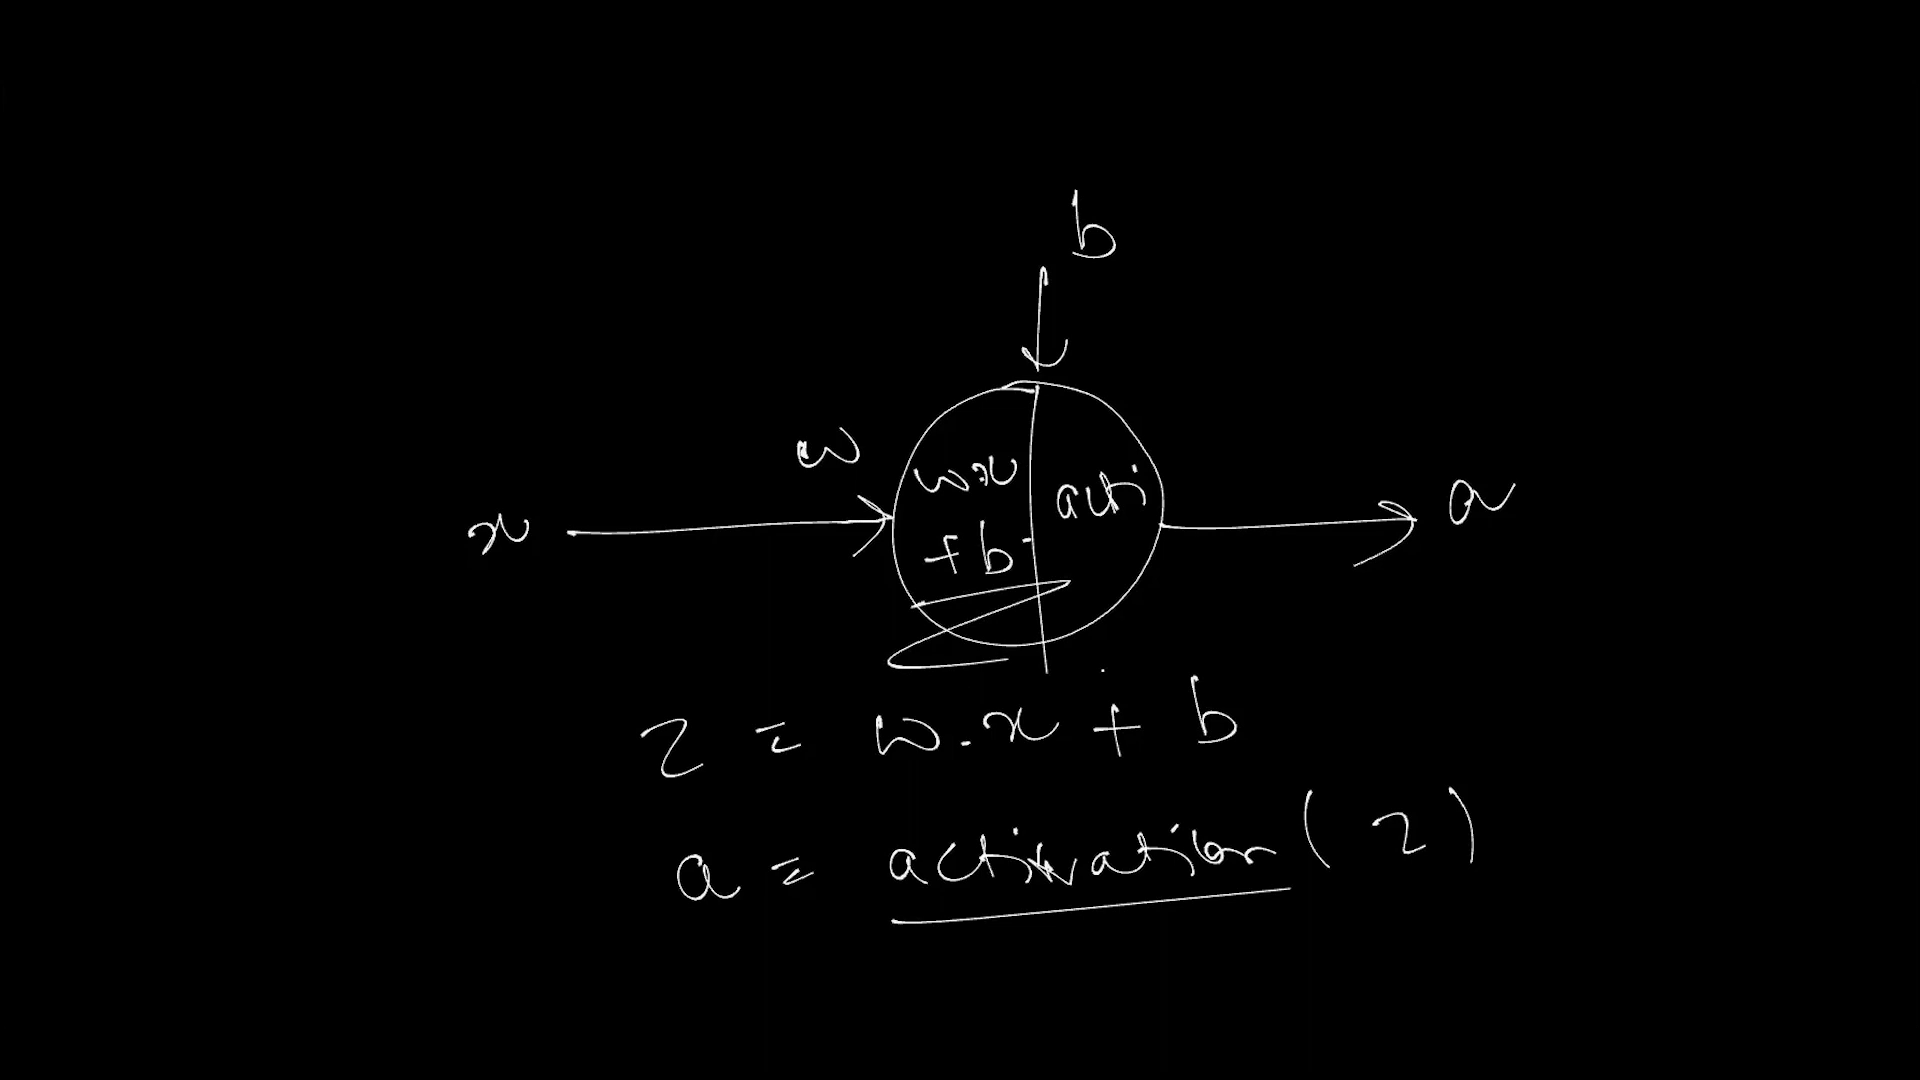 b
w
x
w.x
+b
acti
a
z = w.x + b
a = activation(z)